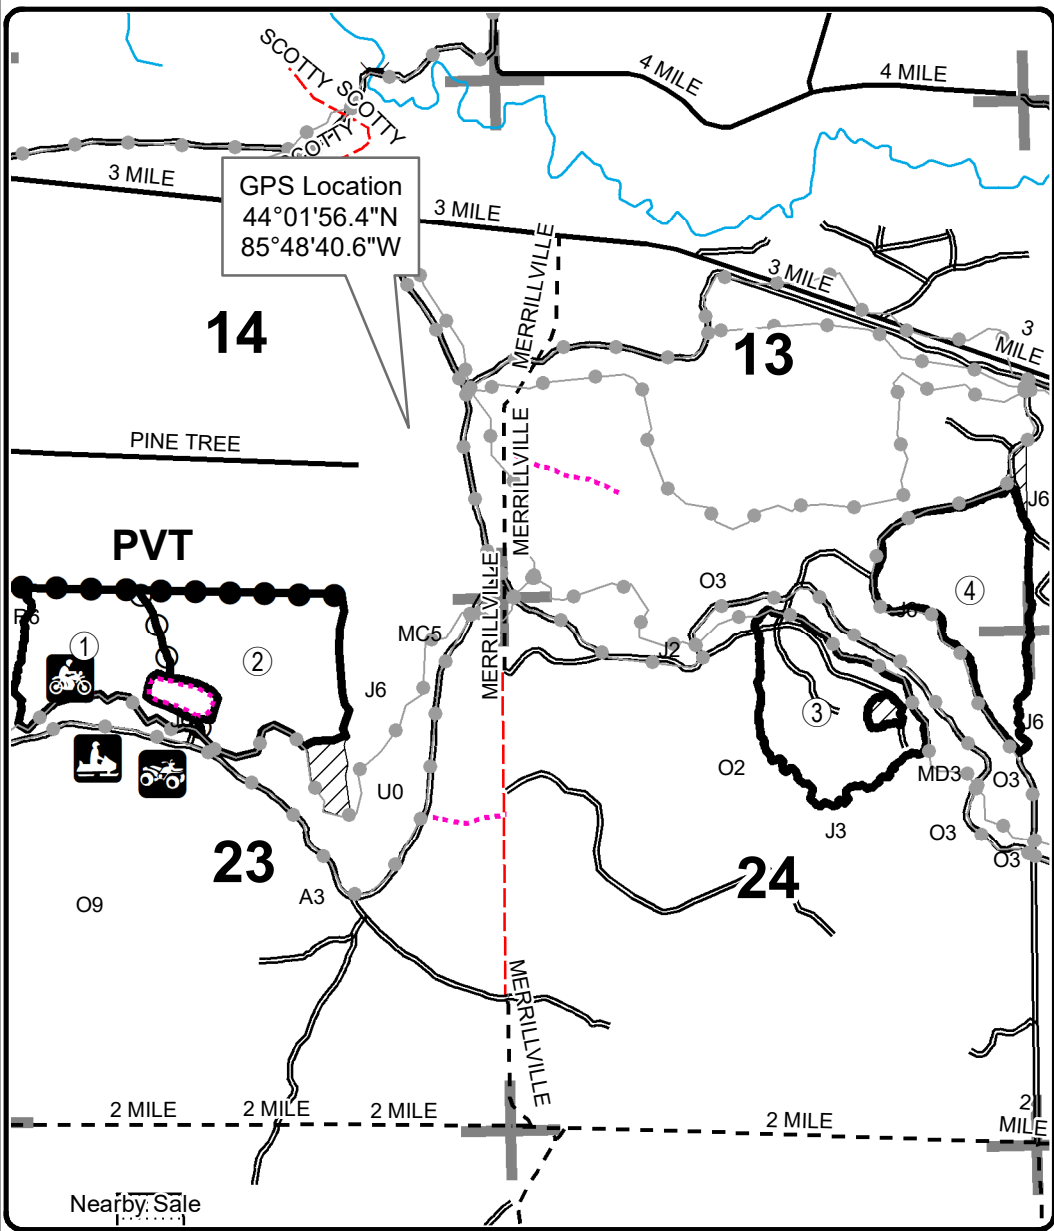 SCOTTY
SCOTTY
SCOTTY
4 MILE
4 MILE
3 MILE
GPS Location
44°01'56.4"N
85°48'40.6"W
3 MILE
MERRILLVILLE
3 MILE
3
MILE
14
13
PINE TREE
MERRILLVILLE
J6
PVT
MERRILLVILLE
O3
4
R6
J6
1
2
MC5
J2
J6
3
J6
O2
MD3
O3
U0
J3
O3
O3
23
24
A3
O9
MERRILLVILLE
2 MILE
2 MILE
2 MILE
2 MILE
2
MILE
Nearby Sale